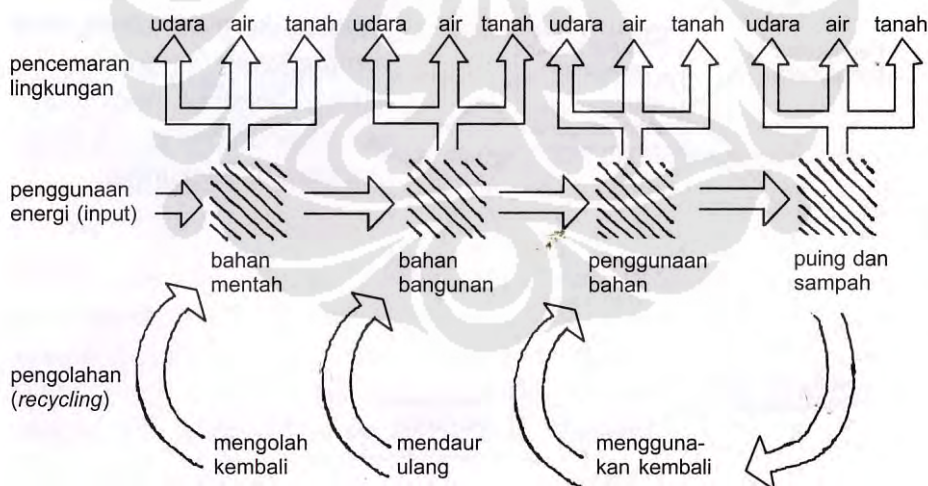 udara air tanah udara air tanah udara air tanah udara air tanah
pencemaran
lingkungan
penggunaan
energi (input)
bahan
mentah
bahan
bangunan
penggunaan
bahan
puing dan
sampah
pengolahan
(recycling)
mengolah
kembali
mendaur
ulang
mengguna-
kan kembali